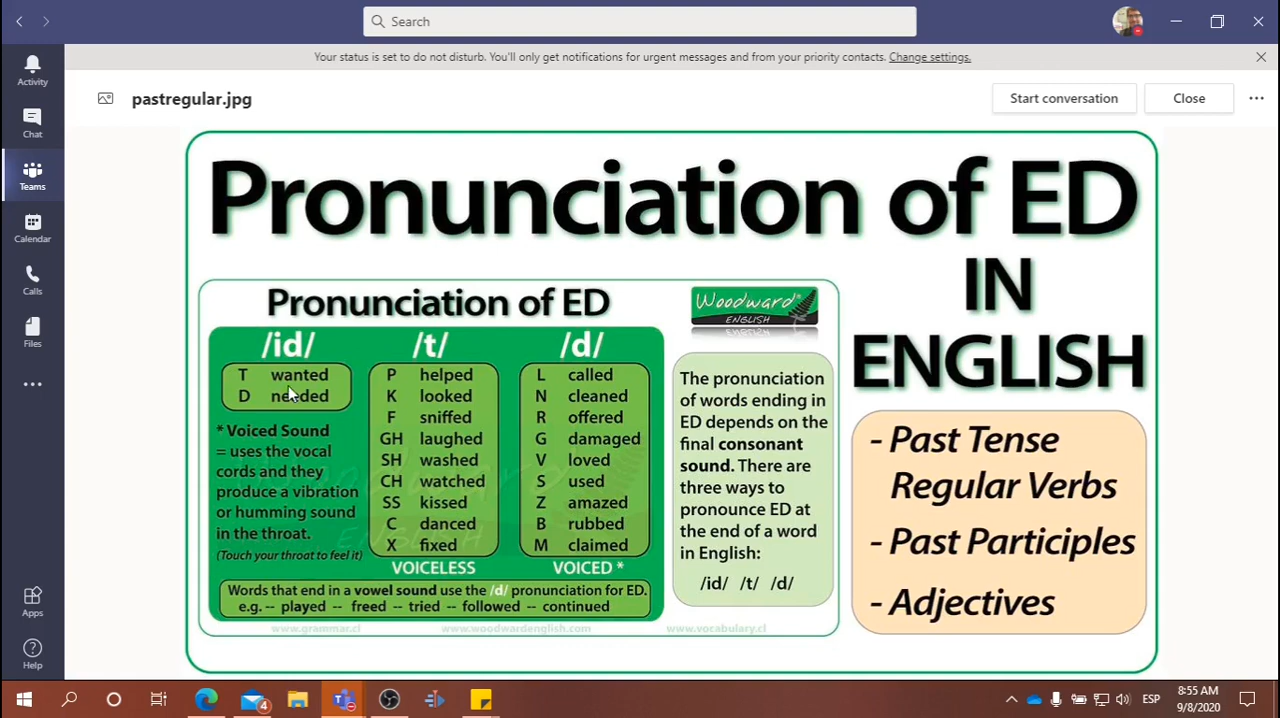 Search
Your status is set to do not disturb. You'll only get notifications for urgent messages and from your priority contacts. Change settings.
Activity
Chat
Teams
Calendar
Calls
Files
Apps
Help
pastregular.jpg
Start conversation
Close
Pronunciation of ED
IN
ENGLISH
- Past Tense
Regular Verbs
- Past Participles
- Adjectives
Pronunciation of ED
Woodward
ENGLISH
/id/
T wanted
D needed
* Voiced Sound
= uses the vocal
cords and they
produce a vibration
or humming sound
in the throat.
(Touch your throat to feel it)
/t/
P helped
K looked
F sniffed
GH laughed
SH washed
CH watched
SS kissed
C danced
X fixed
VOICELESS
/d/
L called
N cleaned
R offered
G damaged
V loved
S used
Z amazed
B rubbed
M claimed
VOICED *
Words that end in a vowel sound use the /d/ pronunciation for ED.
e.g. -- played -- freed -- tried -- followed -- continued
The pronunciation
of words ending in
ED depends on the
final consonant
sound. There are
three ways to
pronounce ED at
the end of a word
in English:
/id/ /t/ /d/
www.grammar.cl
www.woodwardenglish.com
www.vocabulary.cl
4
ESP
8:55 AM
9/8/2020